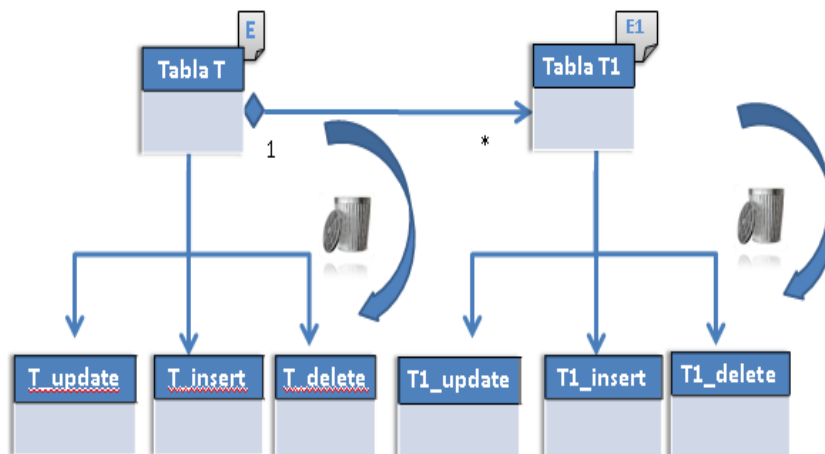 E
E1
Tabla T
Tabla T1
1
*
T_update
T_insert
T_delete
T1_update
T1_insert
T1_delete